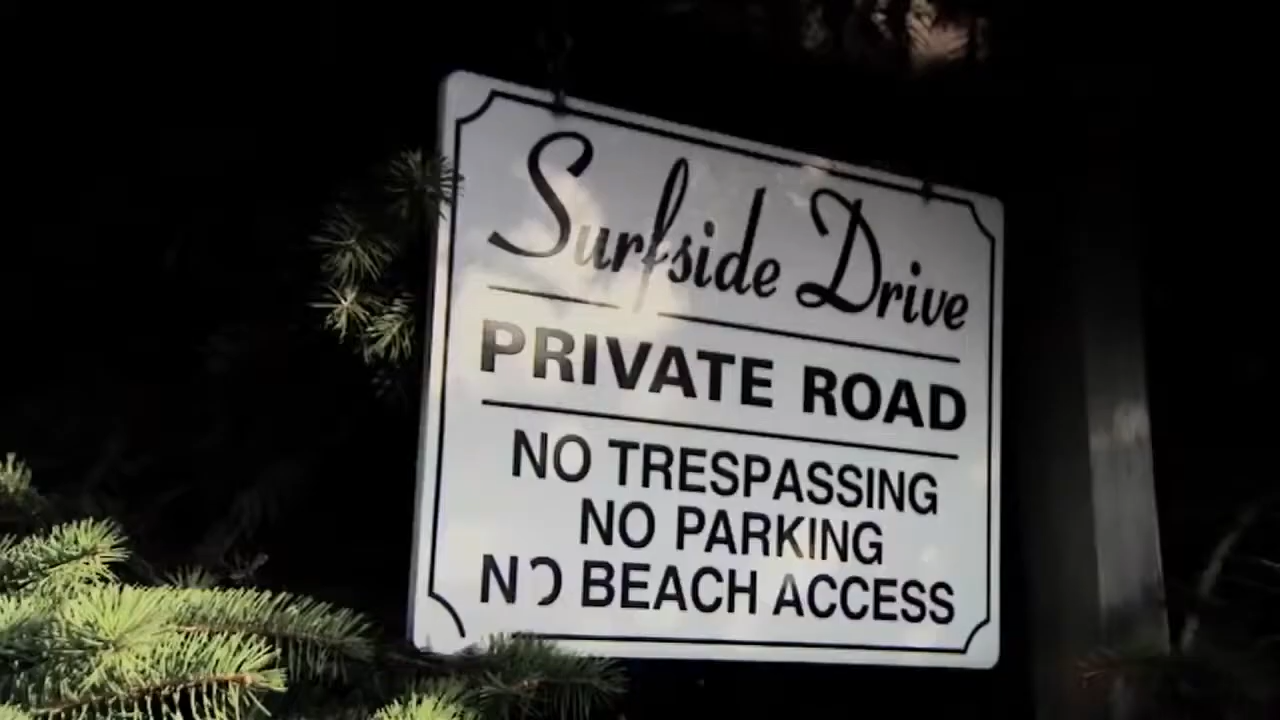 Surfside Drive
PRIVATE ROAD
NO TRESPASSING
NO PARKING
NO BEACH ACCESS